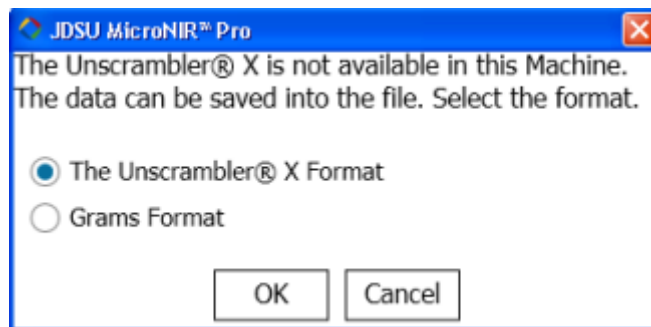 JDSU MicroNIR™ Pro
The Unscrambler® X is not available in this Machine.
The data can be saved into the file. Select the format.
The Unscrambler® X Format
Grams Format
OK Cancel